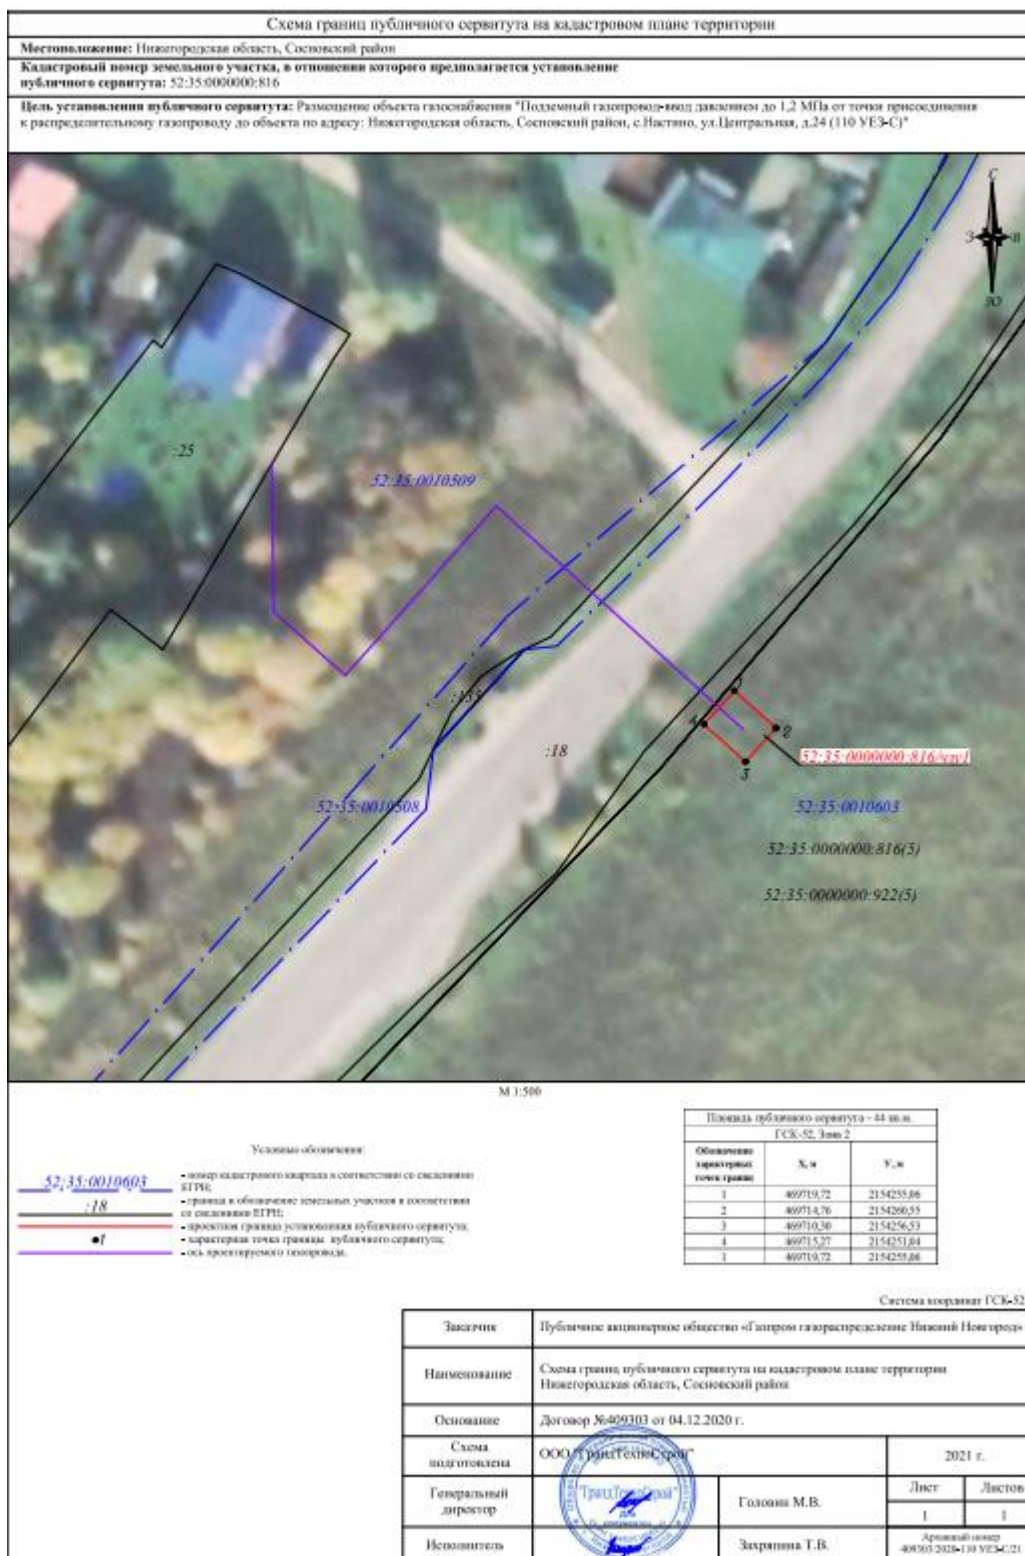 Схема границ публичного сервитута на кадастровом плане территории
Местоположение: Нижегородская область, Сосновский район
Кадастровый номер земельного участка, в отношении которого предполагается установление
публичного сервитута: 52:35:0000000:816
Цель установления публичного сервитута: Размещение объекта газоснабжения "Подземный газопровод-ввод давлением до 1,2 МПа от точки присоединения
к распределительному газопроводу до объекта по адресу: Нижегородская область, Сосновский район, с.Настино, ул.Центральная, д.24 (110 УЕЗ-С)"
С
З
В
Ю
:25
52:35:0010509
:135
1
4
2
3
:18
52:35:0000000:816/чзу1
52:35:0010508
52:35:0010603
52:35:0000000:816(5)
52:35:0000000:922(5)
М 1:500
Условные обозначения:
52:35:0010603
- номер кадастрового квартала в соответствии со сведениями
ЕГРН;
:18
- граница и обозначение земельных участков в соответствии
со сведениями ЕГРН;
- проектная граница установления публичного сервитута;
●1
- характерная точка границы публичного сервитута;
- ось проектируемого газопровода.
Площадь публичного сервитута - 44 кв.м.
ГСК-52, Зона 2
Обозначение характерных точек границ X, м Y, м
1 469719,72 2154255,06
2 469714,76 2154260,55
3 469710,30 2154256,53
4 469715,27 2154251,04
1 469719,72 2154255,06
Система координат ГСК-52
Заказчик Публичное акционерное общество «Газпром газораспределение Нижний Новгород»
Наименование Схема границ публичного сервитута на кадастровом плане территории
Нижегородская область, Сосновский район
Основание Договор №409303 от 04.12.2020 г.
Схема подготовлена ООО "ГрандТехноСтрой" 2021 г.
Генеральный директор "ГрандТехноСтрой" Головин М.В. Лист Листов
1 1
Исполнитель Захряпина Т.В. Архивный номер